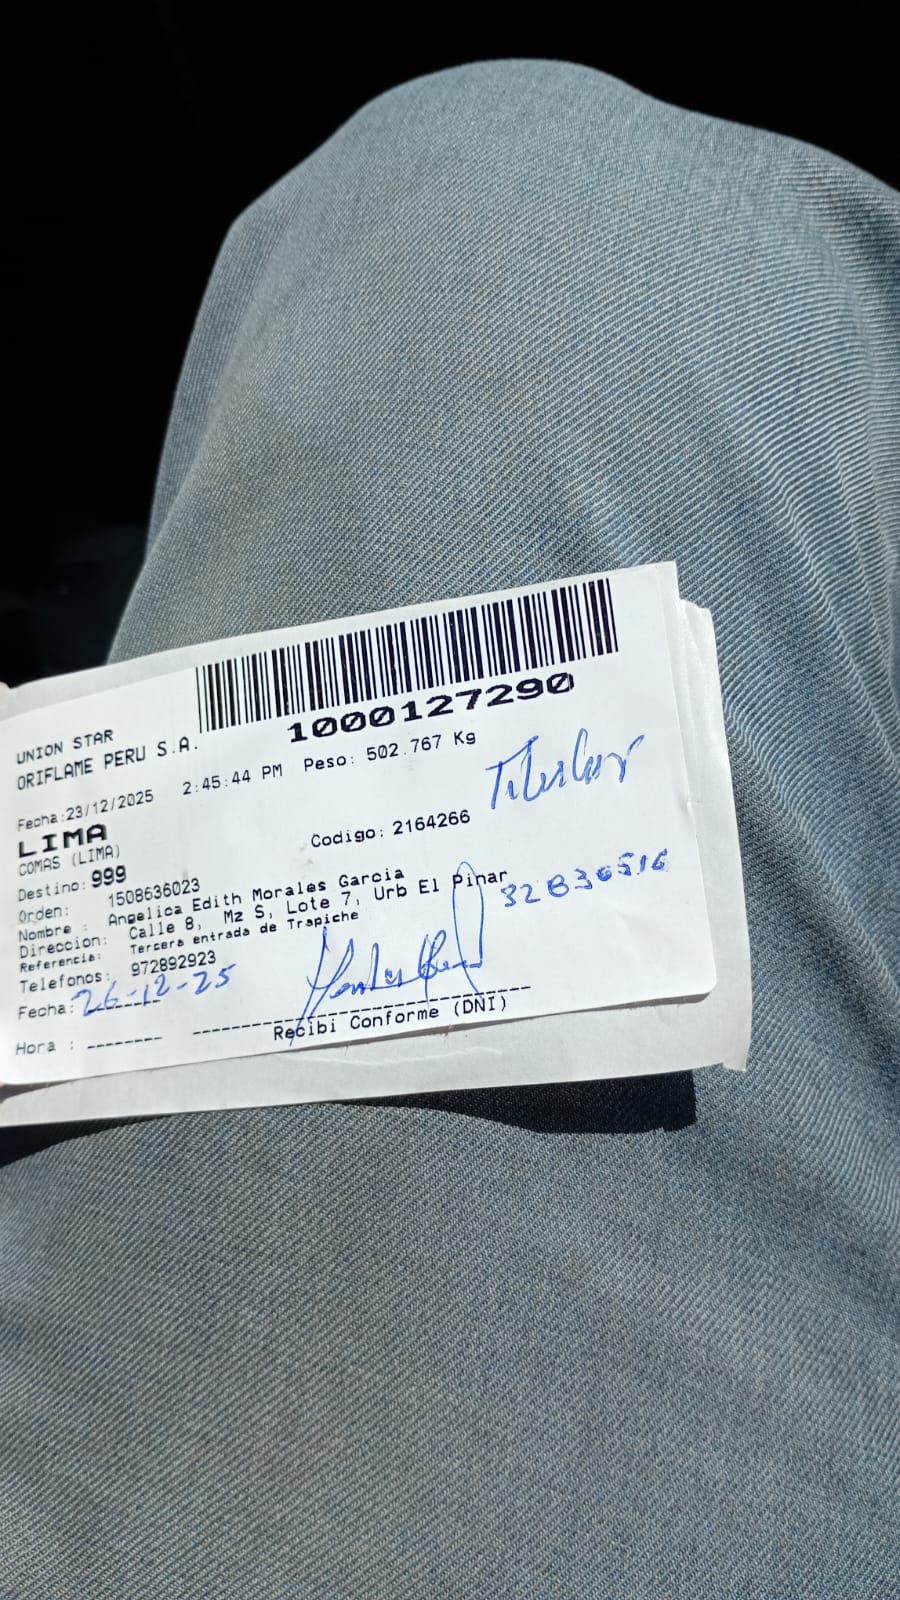 1000127290
UNION STAR
ORIFLAME PERU S.A.
Fecha:23/12/2025 2:45:44 PM Peso: 502.767 Kg
LIMA
COMAS (LIMA)
Codigo: 2164266
Titular
Destino: 999
Orden: 1508636023
Nombre : Angelica Edith Morales Garcia
Direccion: Calle 8, Mz S, Lote 7, Urb El Pinar
32830516
Referencia: Tercera entrada de Trapiche
Telefonos: 972892923
Fecha: 26-12-25
Hora : --------
Recibi Conforme (DNI)